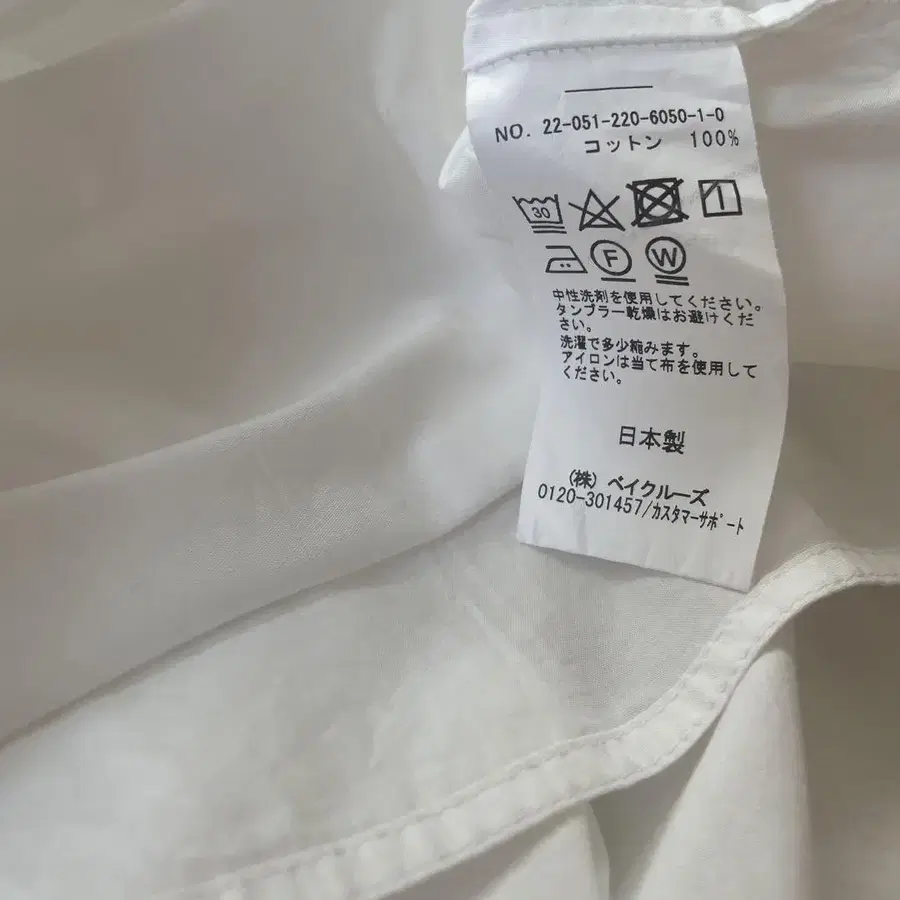 NO. 22-051-220-6050-1-0
コットン 100%
30
F W
中性洗剤を使用してください。
タンブラー乾燥はお避けくだ
さい。
洗濯で多少縮みます。
アイロンは当て布を使用して
ください。
日本製
(株) ベイクルーズ
0120-301457/カスタマーサポート